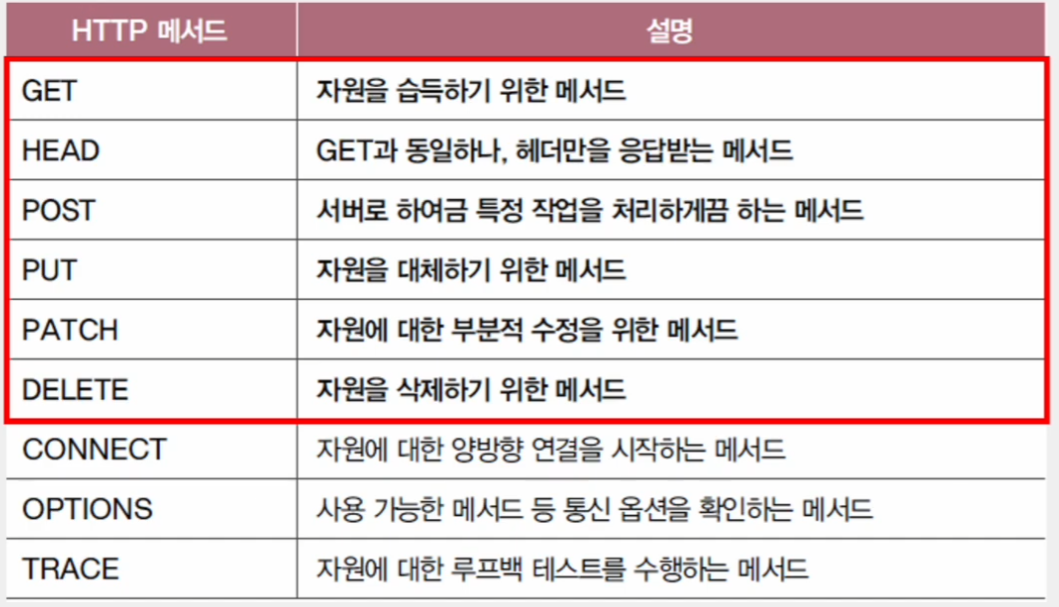 HTTP 메서드 설명
GET 자원을 습득하기 위한 메서드
HEAD GET과 동일하나, 헤더만을 응답받는 메서드
POST 서버로 하여금 특정 작업을 처리하게끔 하는 메서드
PUT 자원을 대체하기 위한 메서드
PATCH 자원에 대한 부분적 수정을 위한 메서드
DELETE 자원을 삭제하기 위한 메서드
CONNECT 자원에 대한 양방향 연결을 시작하는 메서드
OPTIONS 사용 가능한 메서드 등 통신 옵션을 확인하는 메서드
TRACE 자원에 대한 루프백 테스트를 수행하는 메서드